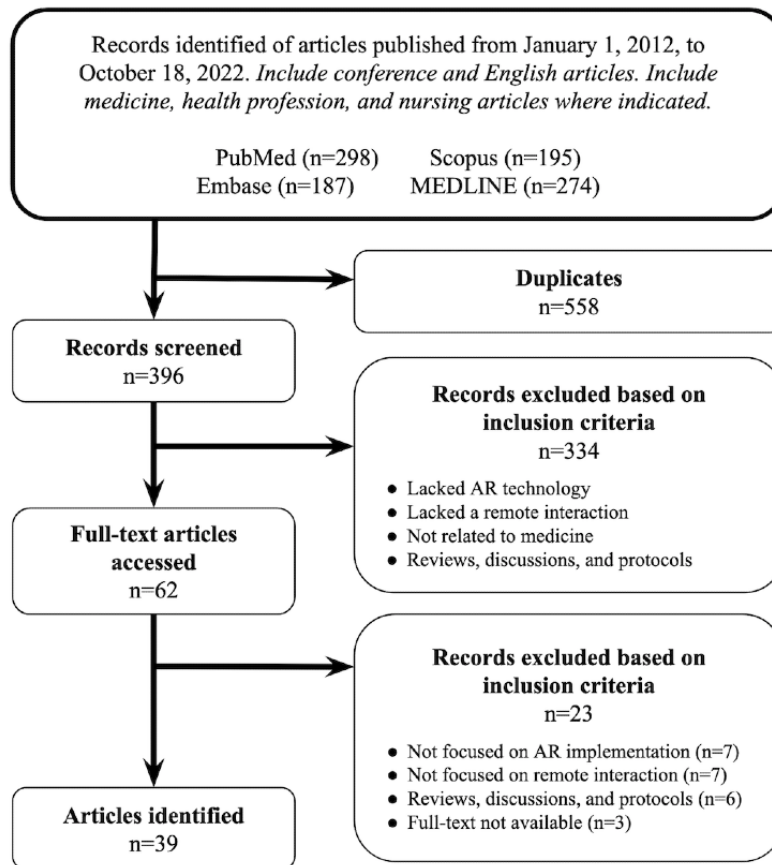 Records identified of articles published from January 1, 2012, to
October 18, 2022. Include conference and English articles. Include
medicine, health profession, and nursing articles where indicated.
PubMed (n=298) Scopus (n=195)
Embase (n=187) MEDLINE (n=274)
Duplicates
n=558
Records screened
n=396
Records excluded based on
inclusion criteria
n=334
● Lacked AR technology
● Lacked a remote interaction
● Not related to medicine
● Reviews, discussions, and protocols
Full-text articles
accessed
n=62
Records excluded based on
inclusion criteria
n=23
● Not focused on AR implementation (n=7)
● Not focused on remote interaction (n=7)
● Reviews, discussions, and protocols (n=6)
● Full-text not available (n=3)
Articles identified
n=39